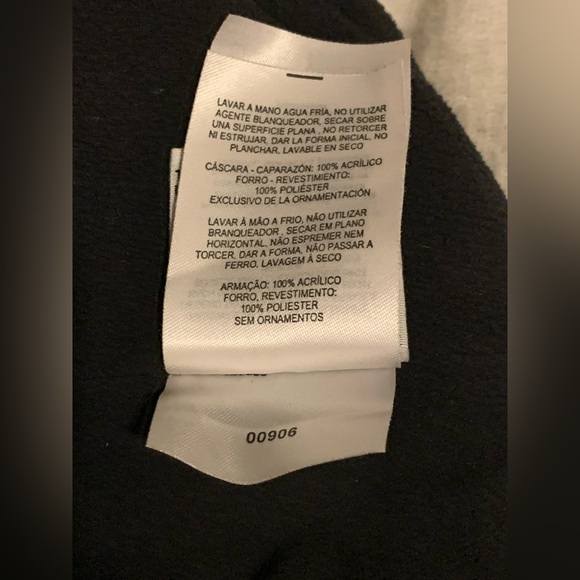 LAVAR A MANO AGUA FRÍA, NO UTILIZAR
AGENTE BLANQUEADOR, SECAR SOBRE
UNA SUPERFICIE PLANA , NO RETORCER
NI ESTRUJAR, DAR LA FORMA INICIAL, NO
PLANCHAR, LAVABLE EN SECO
CÁSCARA - CAPARAZÓN: 100% ACRÍLICO
FORRO - REVESTIMIENTO:
100% POLIÉSTER
EXCLUSIVO DE LA ORNAMENTACIÓN
LAVAR À MÃO A FRIO, NÃO UTILIZAR
BRANQUEADOR , SECAR EM PLANO
HORIZONTAL, NÃO ESPREMER NEM
TORCER, DAR A FORMA, NÃO PASSAR A
FERRO, LAVAGEM À SECO
ARMAÇÃO: 100% ACRÍLICO
FORRO, REVESTIMENTO:
100% POLIESTER
SEM ORNAMENTOS
00906